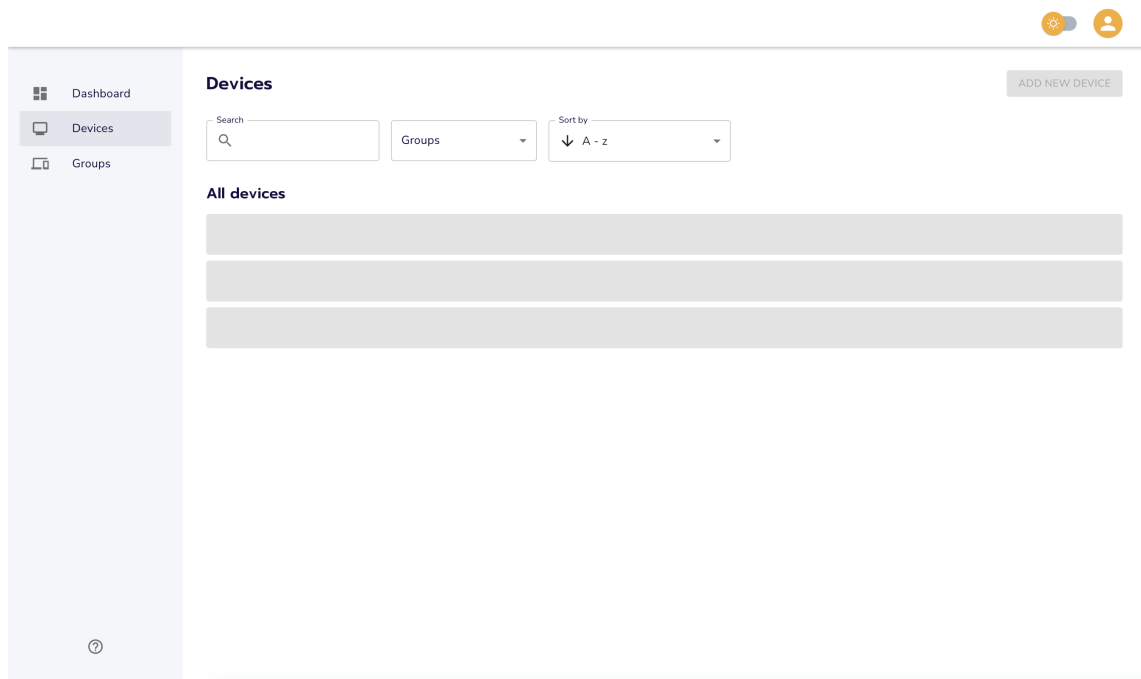 Dashboard
Devices
Groups
Devices
ADD NEW DEVICE
Search
Groups
Sort by
A - z
All devices